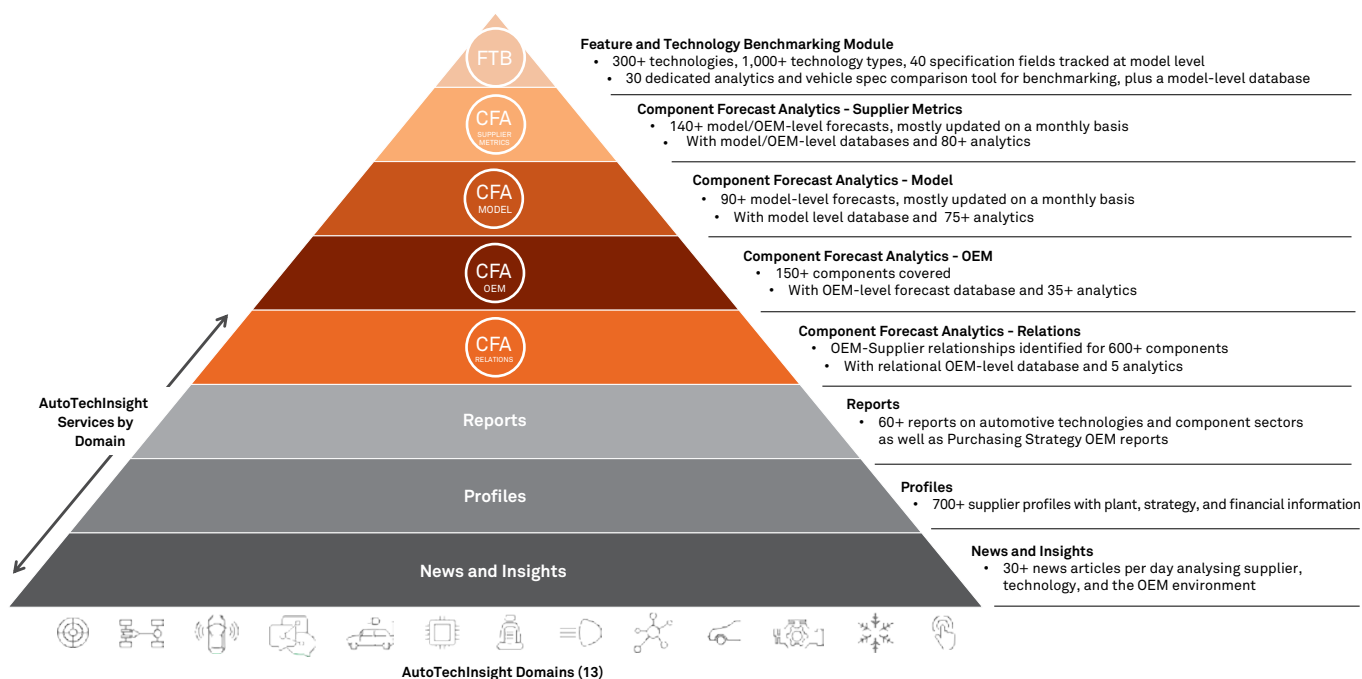 FTB
Feature and Technology Benchmarking Module
• 300+ technologies, 1,000+ technology types, 40 specification fields tracked at model level
• 30 dedicated analytics and vehicle spec comparison tool for benchmarking, plus a model-level database
CFA
SUPPLIER
METRICS
Component Forecast Analytics - Supplier Metrics
• 140+ model/OEM-level forecasts, mostly updated on a monthly basis
• With model/OEM-level databases and 80+ analytics
CFA
MODEL
Component Forecast Analytics - Model
• 90+ model-level forecasts, mostly updated on a monthly basis
• With model level database and 75+ analytics
CFA
OEM
Component Forecast Analytics - OEM
• 150+ components covered
• With OEM-level forecast database and 35+ analytics
CFA
RELATIONS
Component Forecast Analytics - Relations
• OEM-Supplier relationships identified for 600+ components
• With relational OEM-level database and 5 analytics
AutoTechInsight
Services by
Domain
Reports
Reports
• 60+ reports on automotive technologies and component sectors
as well as Purchasing Strategy OEM reports
Profiles
Profiles
• 700+ supplier profiles with plant, strategy, and financial information
News and Insights
News and Insights
• 30+ news articles per day analysing supplier,
technology, and the OEM environment
AutoTechInsight Domains (13)